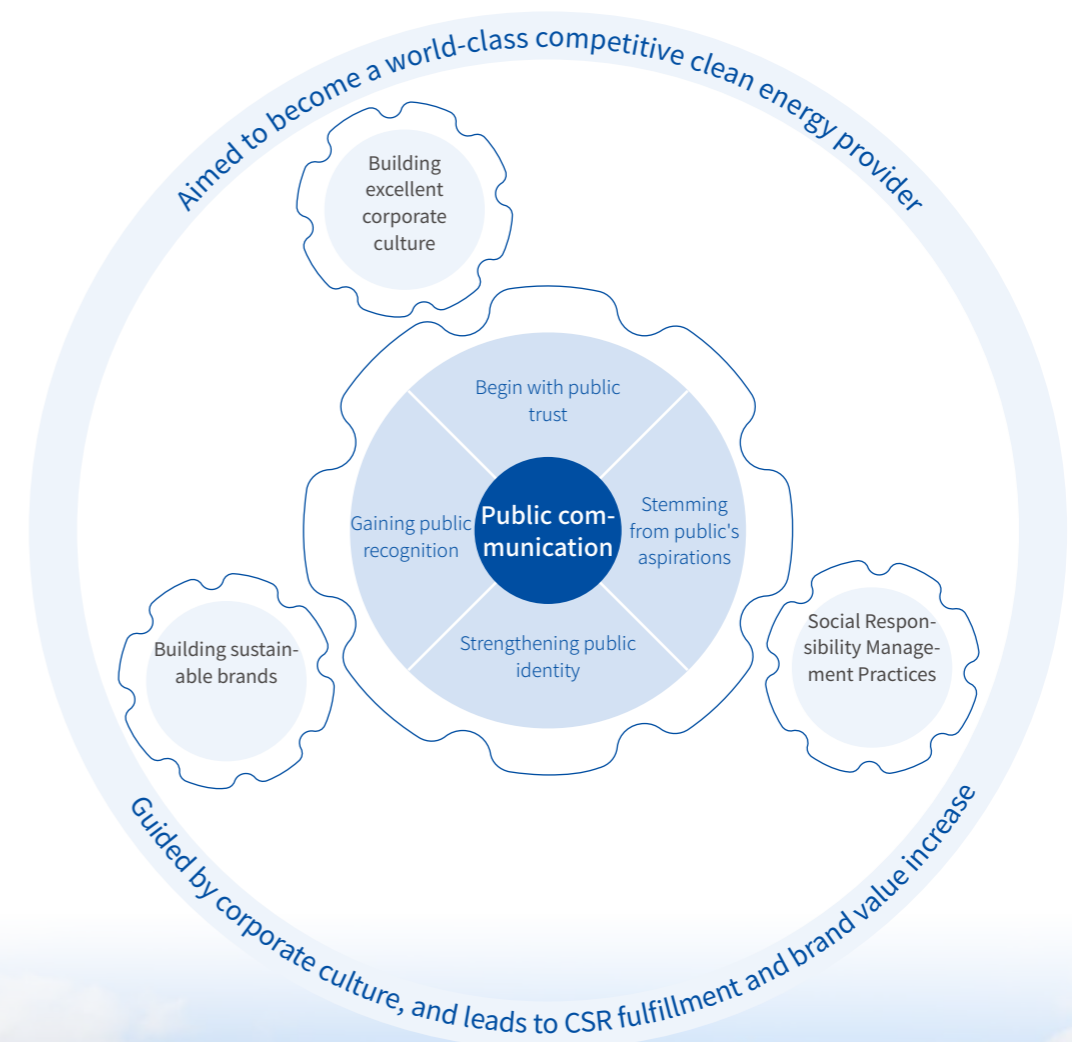 Aimed to become a world-class competitive clean energy provider
Building
excellent
corporate
culture
Begin with public
trust
Gaining public
recognition
Public com-
munication
Stemming
from public's
aspirations
Strengthening public
identity
Building sustain-
able brands
Social Respon-
sibility Manage-
ment Practices
Guided by corporate culture, and leads to CSR fulfillment and brand value increase